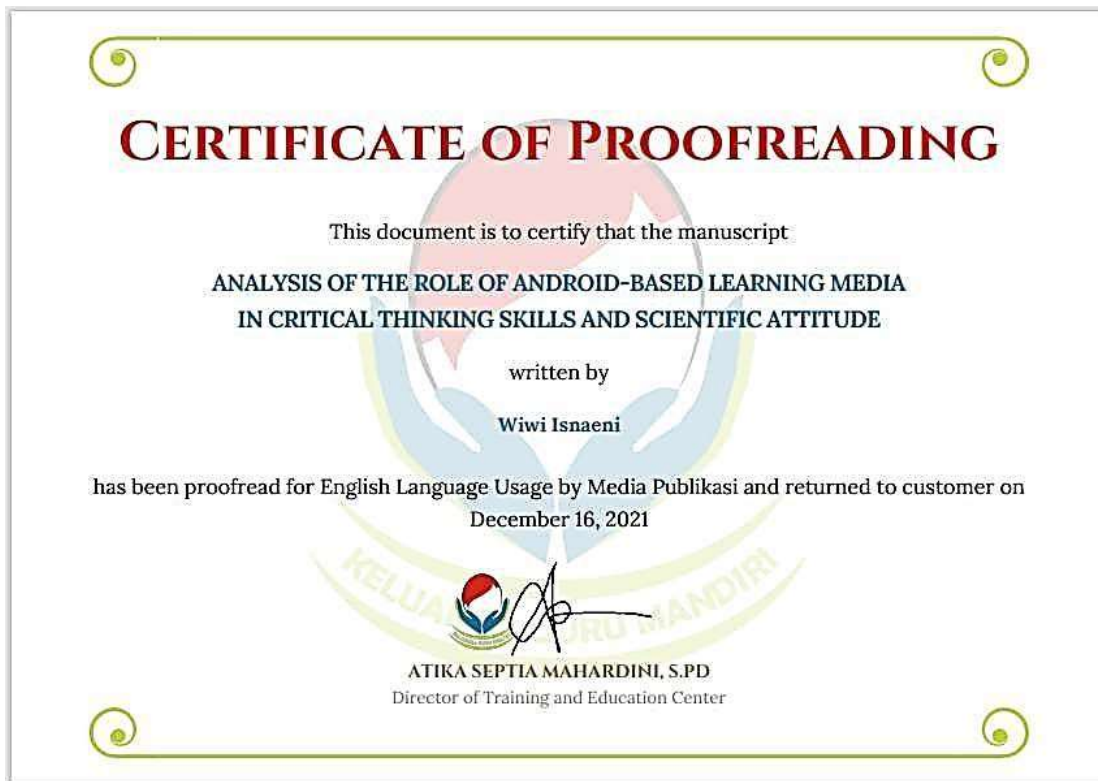 CERTIFICATE OF PROOFREADING
This document is to certify that the manuscript
ANALYSIS OF THE ROLE OF ANDROID-BASED LEARNING MEDIA
IN CRITICAL THINKING SKILLS AND SCIENTIFIC ATTITUDE
written by
Wiwi Isnaeni
has been proofread for English Language Usage by Media Publikasi and returned to customer on
December 16, 2021
MANDIRI
ATIKA SEPTIA MAHARDINI, S.PD
Director of Training and Education Center